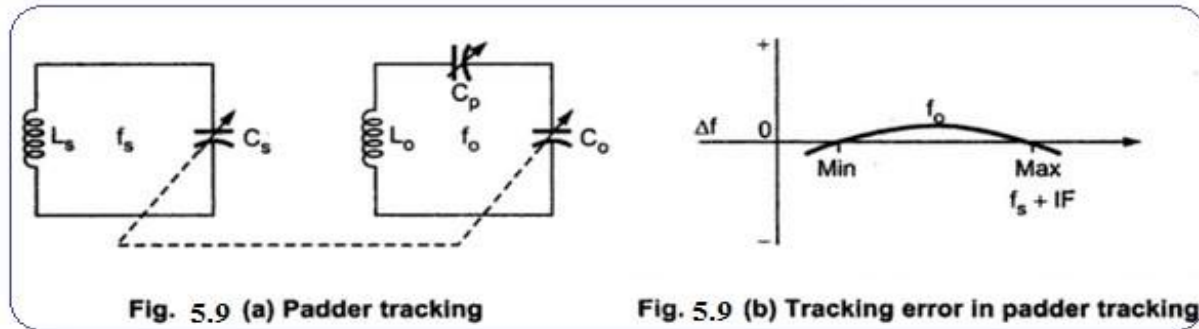 L_s f_s C_s
C_p
L_o f_o C_o
+
Δf 0 f_o
Min Max
f_s + IF
−
Fig. 5.9 (a) Padder tracking
Fig. 5.9 (b) Tracking error in padder tracking